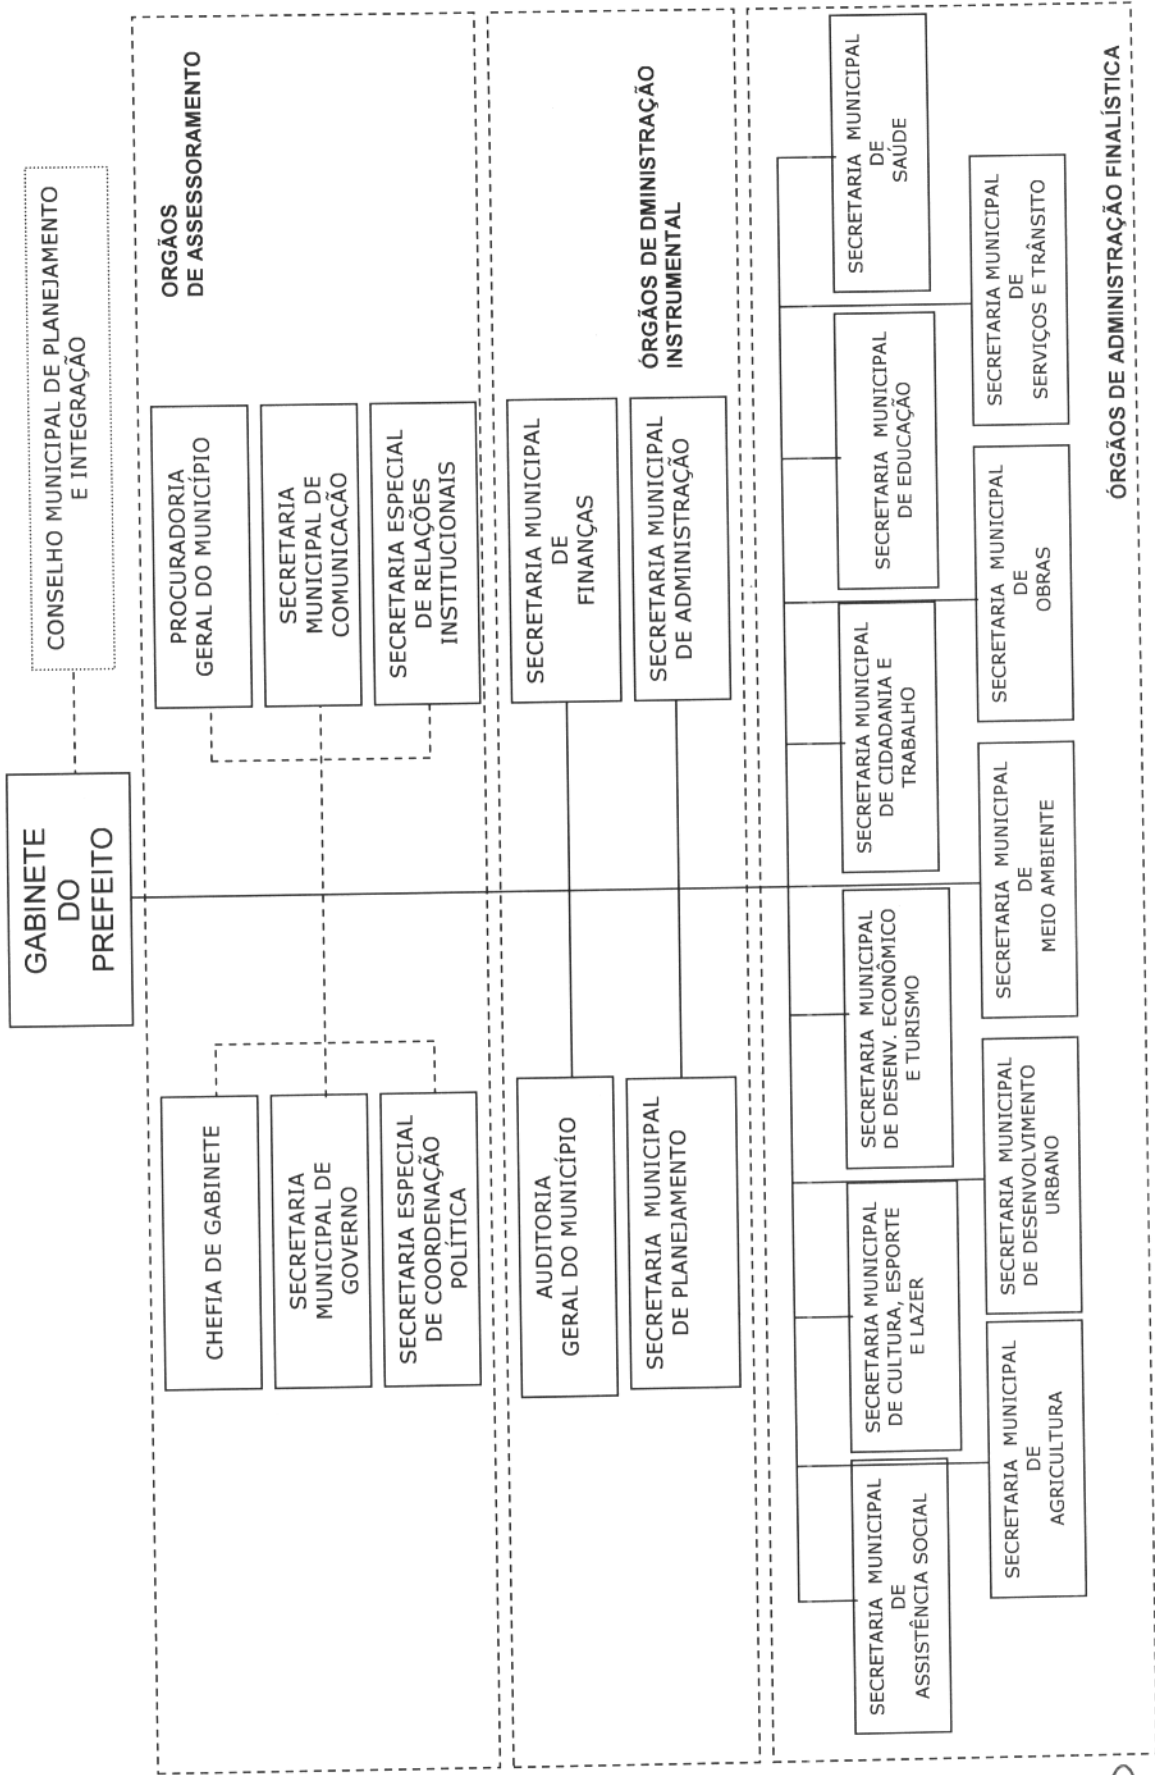 GABINETE
DO
PREFEITO
CONSELHO MUNICIPAL DE PLANEJAMENTO
E INTEGRAÇÃO
ORGÃOS
DE ASSESSORAMENTO
CHEFIA DE GABINETE
SECRETARIA
MUNICIPAL DE
GOVERNO
SECRETARIA ESPECIAL
DE COORDENAÇÃO
POLÍTICA
PROCURADORIA
GERAL DO MUNICÍPIO
SECRETARIA
MUNICIPAL DE
COMUNICAÇÃO
SECRETARIA ESPECIAL
DE RELAÇÕES
INSTITUCIONAIS
AUDITORIA
GERAL DO MUNICÍPIO
SECRETARIA MUNICIPAL
DE PLANEJAMENTO
SECRETARIA MUNICIPAL
DE
FINANÇAS
SECRETARIA MUNICIPAL
DE ADMINISTRAÇÃO
ÓRGÃOS DE DMINISTRAÇÃO
INSTRUMENTAL
SECRETARIA MUNICIPAL
DE
ASSISTÊNCIA SOCIAL
SECRETARIA MUNICIPAL
DE CULTURA, ESPORTE
E LAZER
SECRETARIA MUNICIPAL
DE DESENV. ECONÔMICO
E TURISMO
SECRETARIA MUNICIPAL
DE CIDADANIA E
TRABALHO
SECRETARIA MUNICIPAL
DE EDUCAÇÃO
SECRETARIA MUNICIPAL
DE
SAÚDE
SECRETARIA MUNICIPAL
DE
AGRICULTURA
SECRETARIA MUNICIPAL
DE DESENVOLVIMENTO
URBANO
SECRETARIA MUNICIPAL
DE
MEIO AMBIENTE
SECRETARIA MUNICIPAL
DE
OBRAS
SECRETARIA MUNICIPAL
DE
SERVIÇOS E TRÂNSITO
ÓRGÃOS DE ADMINISTRAÇÃO FINALÍSTICA